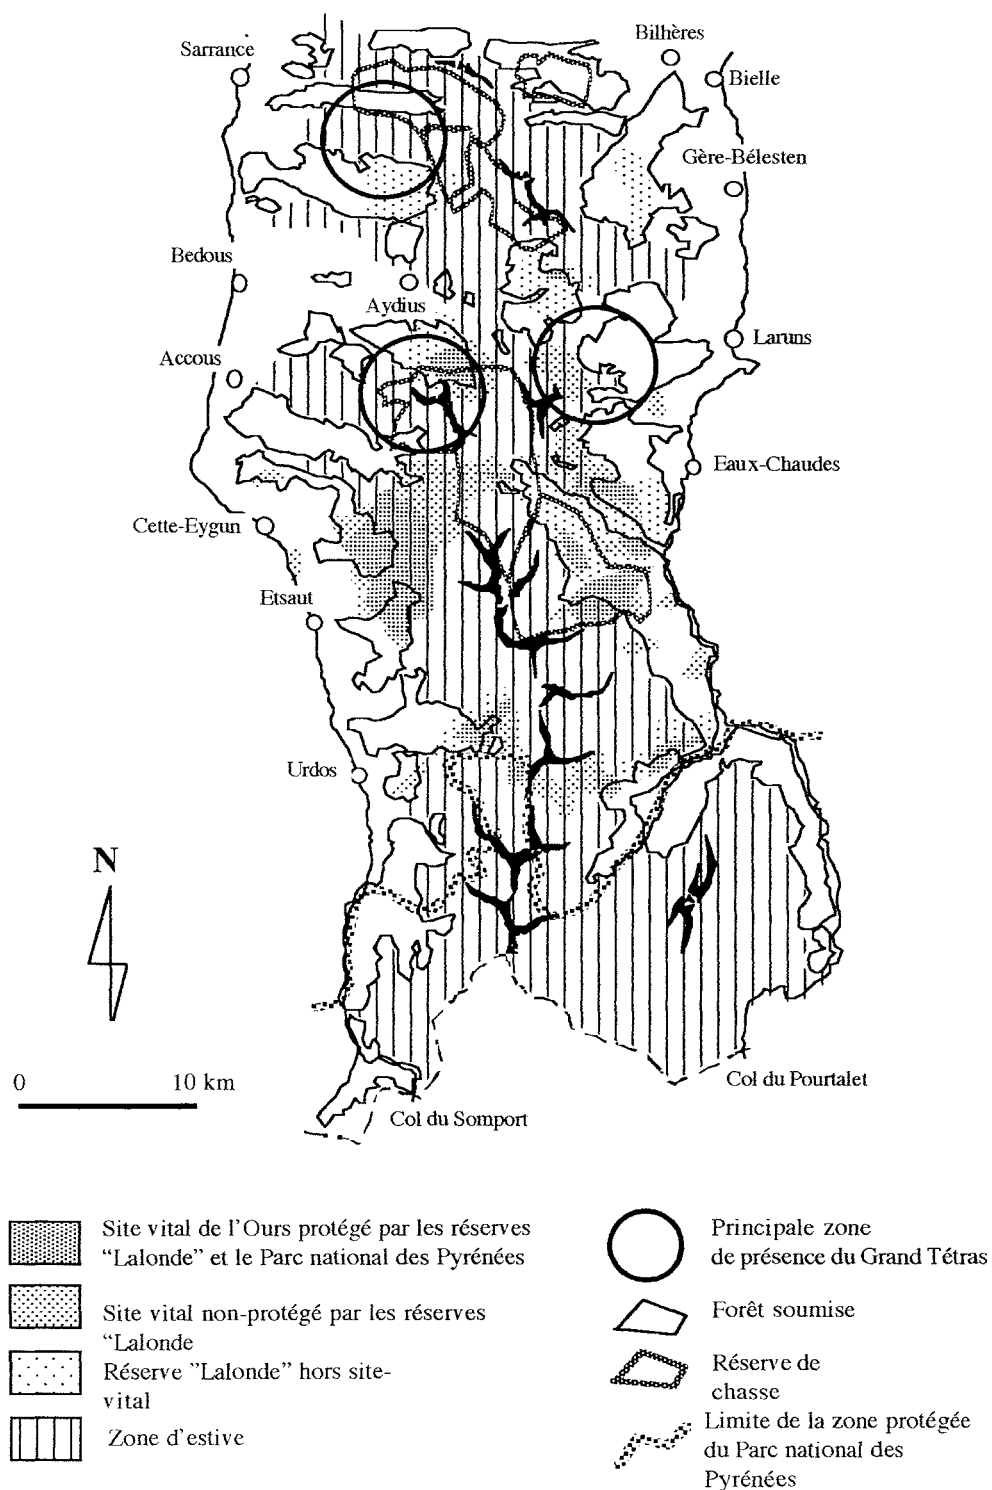 Bilhères
Sarrance
Bielle
Gère-Bélesten
Bedous
Aydius
Laruns
Accous
Eaux-Chaudes
Cette-Eygun
Etsaut
Urdos
N
0 10 km
Col du Pourtalet
Col du Somport
Site vital de l'Ours protégé par les réserves
"Lalonde" et le Parc national des Pyrénées
Site vital non-protégé par les réserves
"Lalonde
Réserve "Lalonde" hors site-
vital
Zone d'estive
Principale zone
de présence du Grand Tétras
Forêt soumise
Réserve de
chasse
Limite de la zone protégée
du Parc national des
Pyrénées